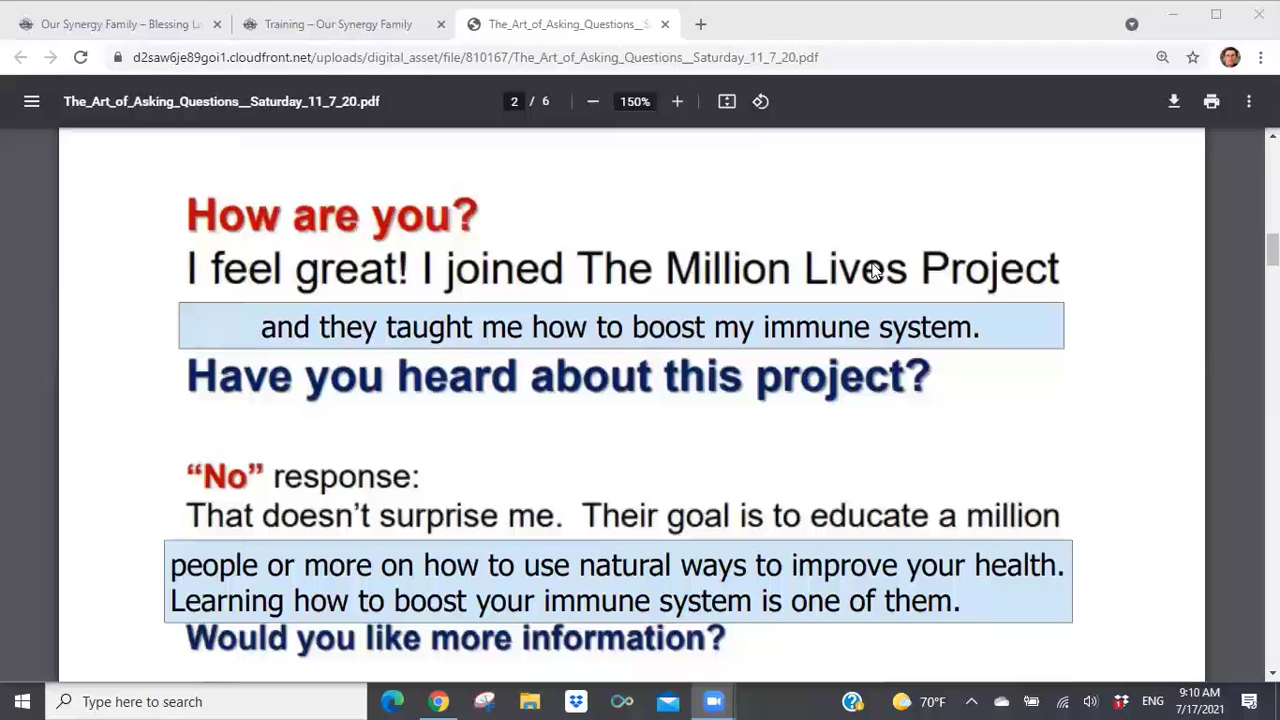 Our Synergy Family – Blessing L
Training – Our Synergy Family
The_Art_of_Asking_Questions__S
d2saw6je89goi1.cloudfront.net/uploads/digital_asset/file/810167/The_Art_of_Asking_Questions__Saturday_11_7_20.pdf
The_Art_of_Asking_Questions__Saturday_11_7_20.pdf
2 / 6
150%
How are you?
I feel great! I joined The Million Lives Project
and they taught me how to boost my immune system.
Have you heard about this project?
“No” response:
That doesn’t surprise me. Their goal is to educate a million
people or more on how to use natural ways to improve your health.
Learning how to boost your immune system is one of them.
Would you like more information?
Type here to search
70°F
ENG
9:10 AM
7/17/2021